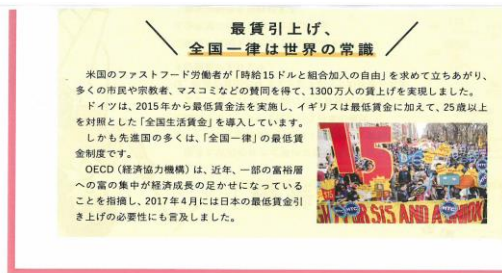 最賃引上げ、
全国一律は世界の常識
米国のファストフード労働者が「時給15ドルと組合加入の自由」を求めて立ちあがり、
多くの市民や宗教者、マスコミなどの賛同を得て、1300万人の賃上げを実現しました。
ドイツは、2015年から最低賃金法を実施し、イギリスは最低賃金に加えて、25歳以上
を対照とした「全国生活賃金」を導入しています。
しかも先進国の多くは、「全国一律」の最低賃
金制度です。
OECD（経済協力機構）は、近年、一部の富裕層
への富の集中が経済成長の足かせになっている
ことを指摘し、2017年4月には日本の最低賃金引
き上げの必要性にも言及しました。
15
FOR $15 AND A UNION